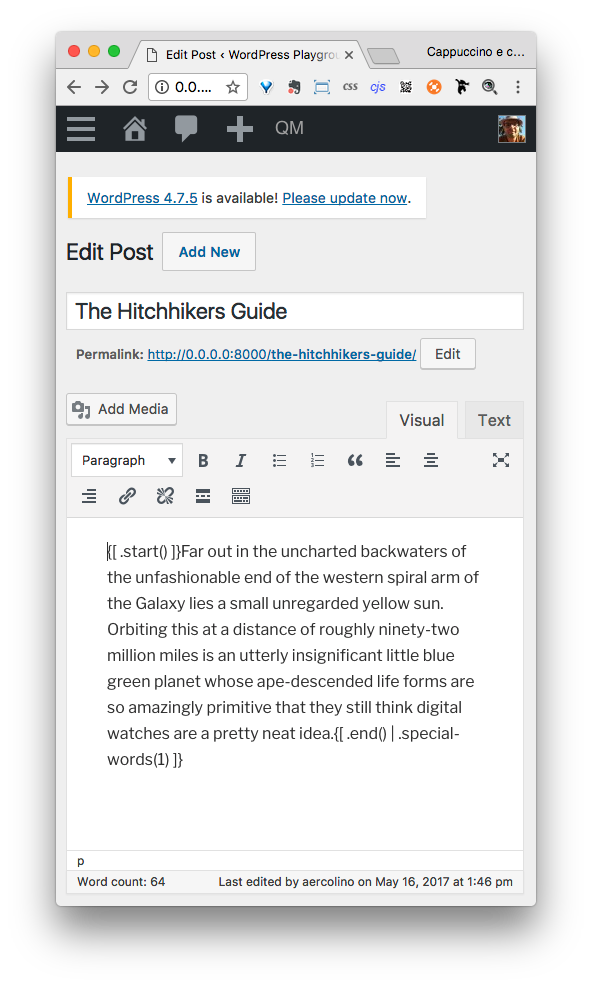 Edit Post ‹ WordPress Playgrou
Cappuccino e c...
0.0....
css
cjs
QM
WordPress 4.7.5 is available! Please update now.
Edit Post
Add New
The Hitchhikers Guide
Permalink: http://0.0.0.0:8000/the-hitchhikers-guide/
Edit
Add Media
Visual
Text
Paragraph
B
I
{[ .start() ]}Far out in the uncharted backwaters of
the unfashionable end of the western spiral arm of
the Galaxy lies a small unregarded yellow sun.
Orbiting this at a distance of roughly ninety-two
million miles is an utterly insignificant little blue
green planet whose ape-descended life forms are
so amazingly primitive that they still think digital
watches are a pretty neat idea.{[ .end() | .special-
words(1) ]}
p
Word count: 64
Last edited by aercolino on May 16, 2017 at 1:46 pm